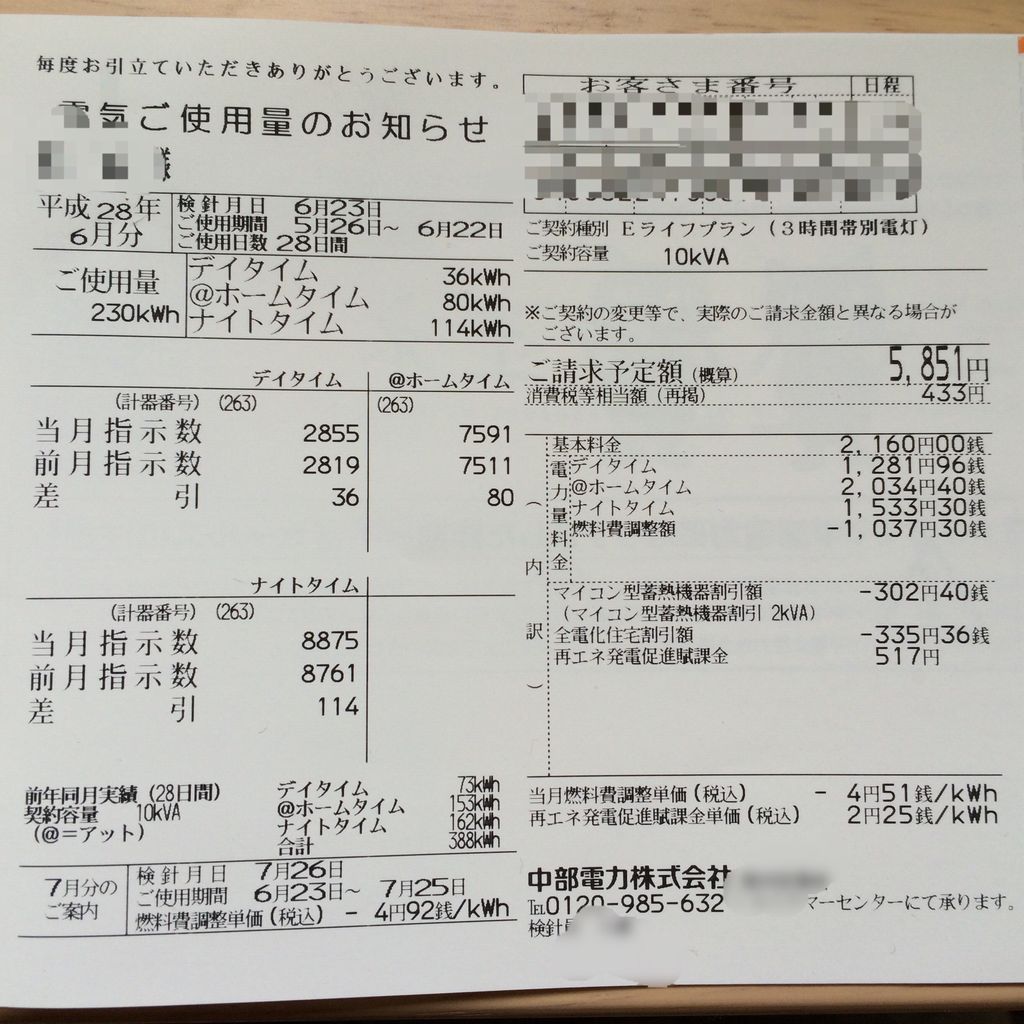 毎度お引立ていただきありがとうございます。
電気ご使用量のお知らせ
様
平成28年
6月分
検針月日 6月23日
ご使用期間 5月26日～ 6月22日
ご使用日数 28日間
ご使用量
230kWh
デイタイム 36kWh
@ホームタイム 80kWh
ナイトタイム 114kWh
デイタイム @ホームタイム
(計器番号) (263) (263)
当月指示数 2855 7591
前月指示数 2819 7511
差引 36 80
ナイトタイム
(計器番号) (263)
当月指示数 8875
前月指示数 8761
差引 114
前年同月実績 (28日間)
契約容量 10kVA
(@=アット)
デイタイム 73kWh
@ホームタイム 153kWh
ナイトタイム 162kWh
合計 388kWh
7月分の
ご案内
検針月日 7月26日
ご使用期間 6月23日～ 7月25日
燃料費調整単価(税込) - 4円92銭/kWh
お客さま番号 日程
ご契約種別 Eライフプラン(3時間帯別電灯)
ご契約容量 10kVA
※ご契約の変更等で、実際のご請求金額と異なる場合が
ございます。
ご請求予定額(概算) 5,851円
消費税等相当額(再掲) 433円
(内訳)
基本料金 2,160円00銭
電力量料金
デイタイム 1,281円96銭
@ホームタイム 2,034円40銭
ナイトタイム 1,533円30銭
燃料費調整額 -1,037円30銭
マイコン型蓄熱機器割引額 -302円40銭
(マイコン型蓄熱機器割引 2kVA)
全電化住宅割引額 -335円36銭
再エネ発電促進賦課金 517円
当月燃料費調整単価(税込) - 4円51銭/kWh
再エネ発電促進賦課金単価(税込) 2円25銭/kWh
中部電力株式会社
TEL0120-985-632 マーセンターにて承ります。
検針員